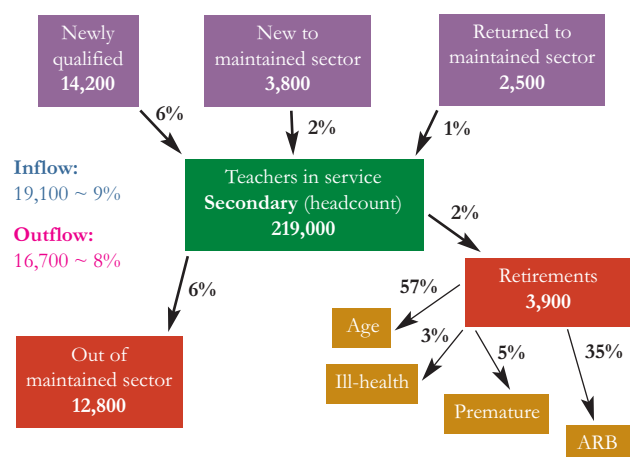 Newly
qualified
14,200
New to
maintained sector
3,800
Returned to
maintained sector
2,500
6%
2%
1%
Inflow:
19,100 ~ 9%
Outflow:
16,700 ~ 8%
Teachers in service
Secondary (headcount)
219,000
2%
6%
Retirements
3,900
57%
Age
3%
Ill-health
5%
Premature
35%
ARB
Out of
maintained sector
12,800